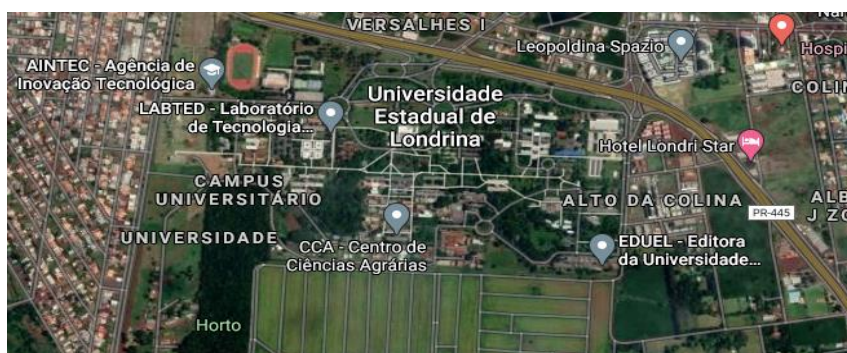 VERSALHES I
Nar
Leopoldina Spazio
Hospi
AINTEC - Agência de
Inovação Tecnológica
COLIN
LABTED - Laboratório
de Tecnologia...
Universidade
Estadual de
Londrina
Hotel Londri Star
CAMPUS
UNIVERSITÁRIO
ALTO DA COLINA
ALB
J ZO
PR-445
UNIVERSIDADE
CCA - Centro de
Ciências Agrárias
EDUEL - Editora
da Universidade...
Horto